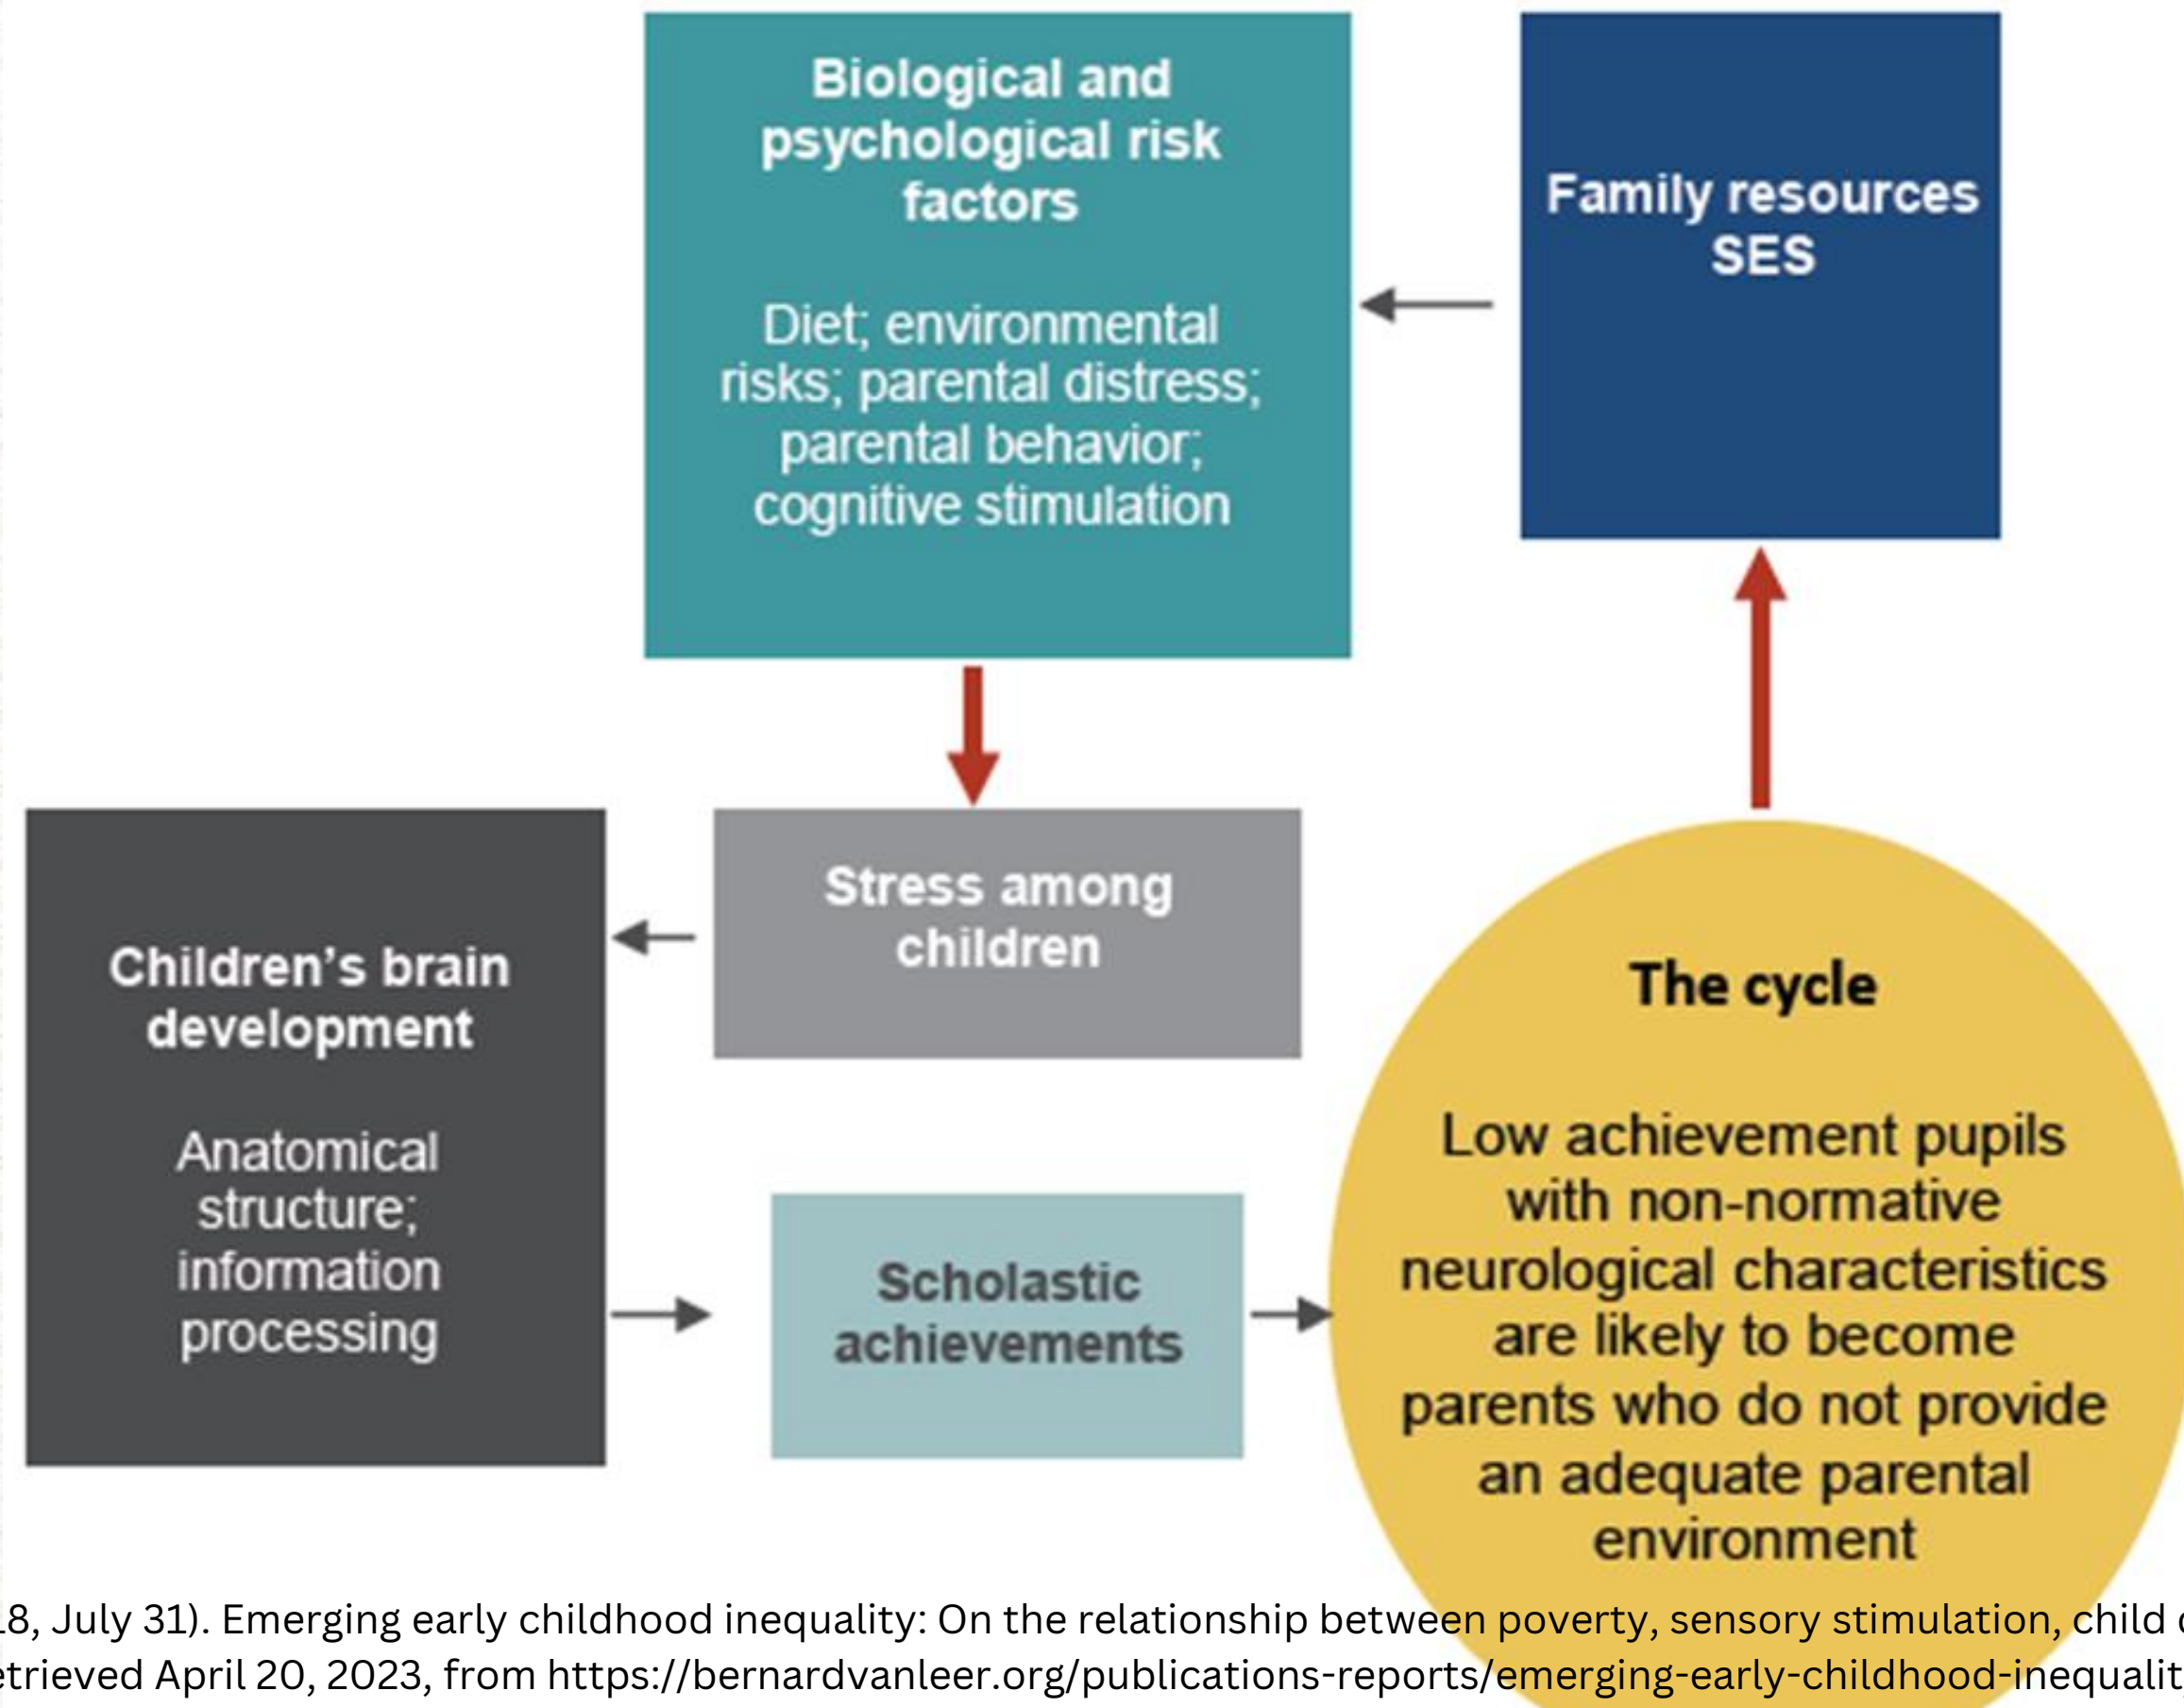 Biological and
psychological risk
factors
Diet; environmental
risks; parental distress;
parental behavior;
cognitive stimulation
Family resources
SES
Stress among
children
Children's brain
development
Anatomical
structure;
information
processing
Scholastic
achievements
The cycle
Low achievement pupils
with non-normative
neurological characteristics
are likely to become
parents who do not provide
an adequate parental
environment
8, July 31). Emerging early childhood inequality: On the relationship between poverty, sensory stimulation, child
etrieved April 20, 2023, from https://bernardvanleer.org/publications-reports/emerging-early-childhood-inequalit